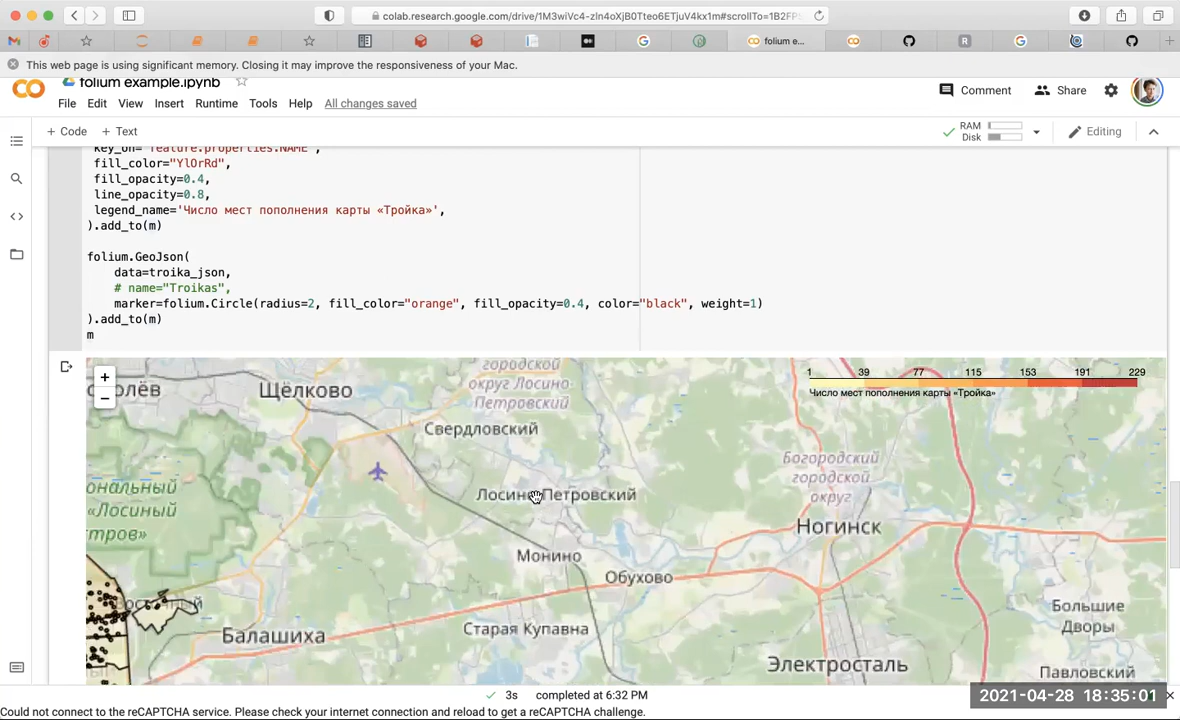 colab.research.google.com/drive/1M3wiVc4-zln4oXjB0Tteo6ETjuV4kx1m#scrollTo=1B2FP
folium e...
This web page is using significant memory. Closing it may improve the responsiveness of your Mac.
folium example.ipynb
File Edit View Insert Runtime Tools Help All changes saved
Comment Share
+ Code + Text
RAM
Disk
Editing
key_on="feature.properties.NAME",
fill_color="YlOrRd",
fill_opacity=0.4,
line_opacity=0.8,
legend_name='Число мест пополнения карты «Тройка»',
).add_to(m)
folium.GeoJson(
data=troika_json,
# name="Troikas",
marker=folium.Circle(radius=2, fill_color="orange", fill_opacity=0.4, color="black", weight=1)
).add_to(m)
m
+
−
1 39 77 115 153 191 229
Число мест пополнения карты «Тройка»
Щёлково
городской
округ Лосино-
Петровский
Свердловский
Лосино-Петровский
Богородский
городской
округ
Ногинск
«Лосиный
Монино
Обухово
Балашиха
Старая Купавна
Электросталь
Большие
Дворы
Павловский
3s completed at 6:32 PM
2021-04-28 18:35:01
Could not connect to the reCAPTCHA service. Please check your internet connection and reload to get a reCAPTCHA challenge.